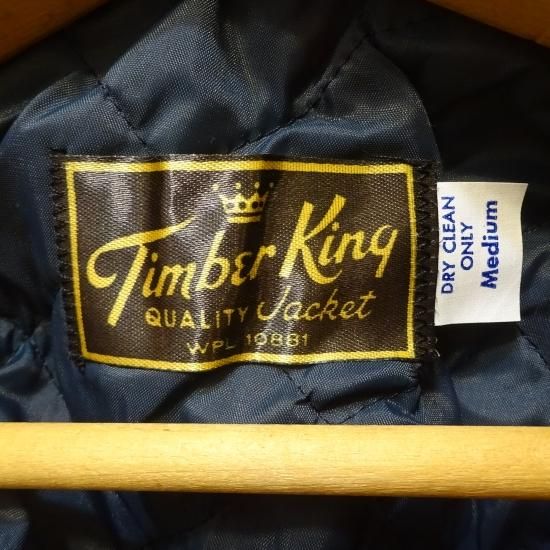 Timber King
QUALITY Jacket
WPL 10881
DRY CLEAN
ONLY
Medium